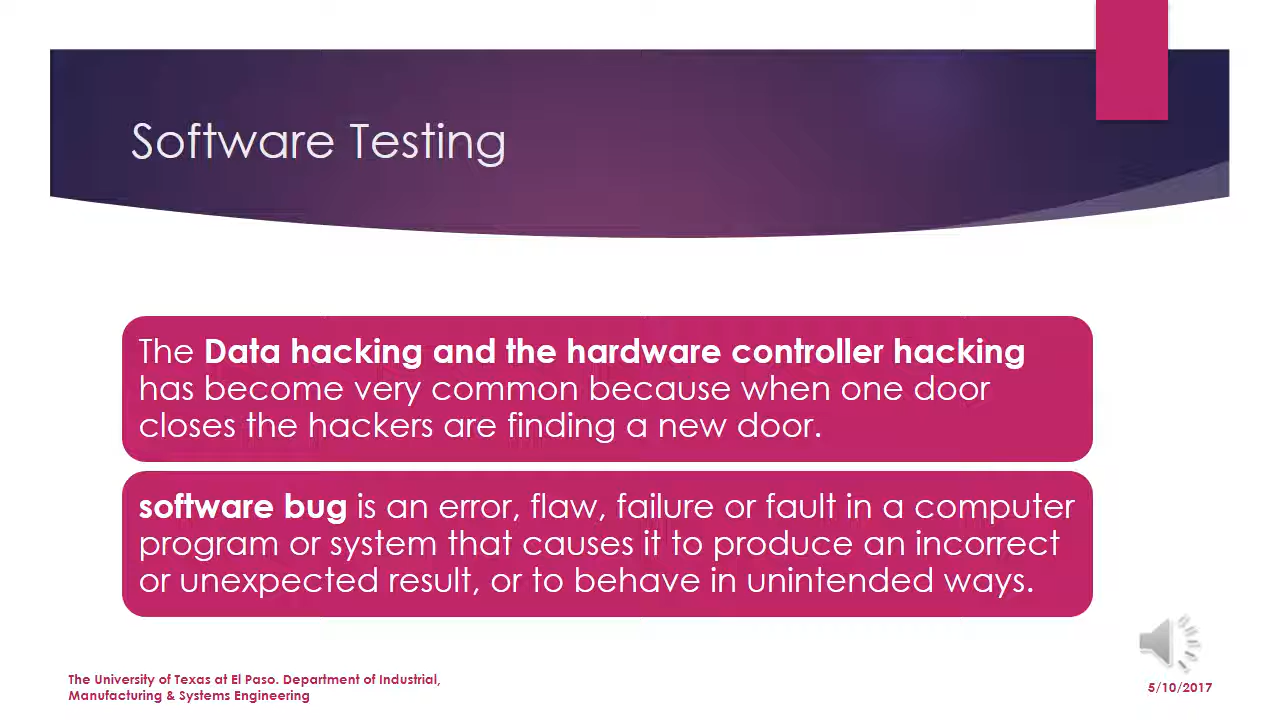 Software Testing
The Data hacking and the hardware controller hacking
has become very common because when one door
closes the hackers are finding a new door.
software bug is an error, flaw, failure or fault in a computer
program or system that causes it to produce an incorrect
or unexpected result, or to behave in unintended ways.
The University of Texas at El Paso. Department of Industrial,
Manufacturing & Systems Engineering
5/10/2017